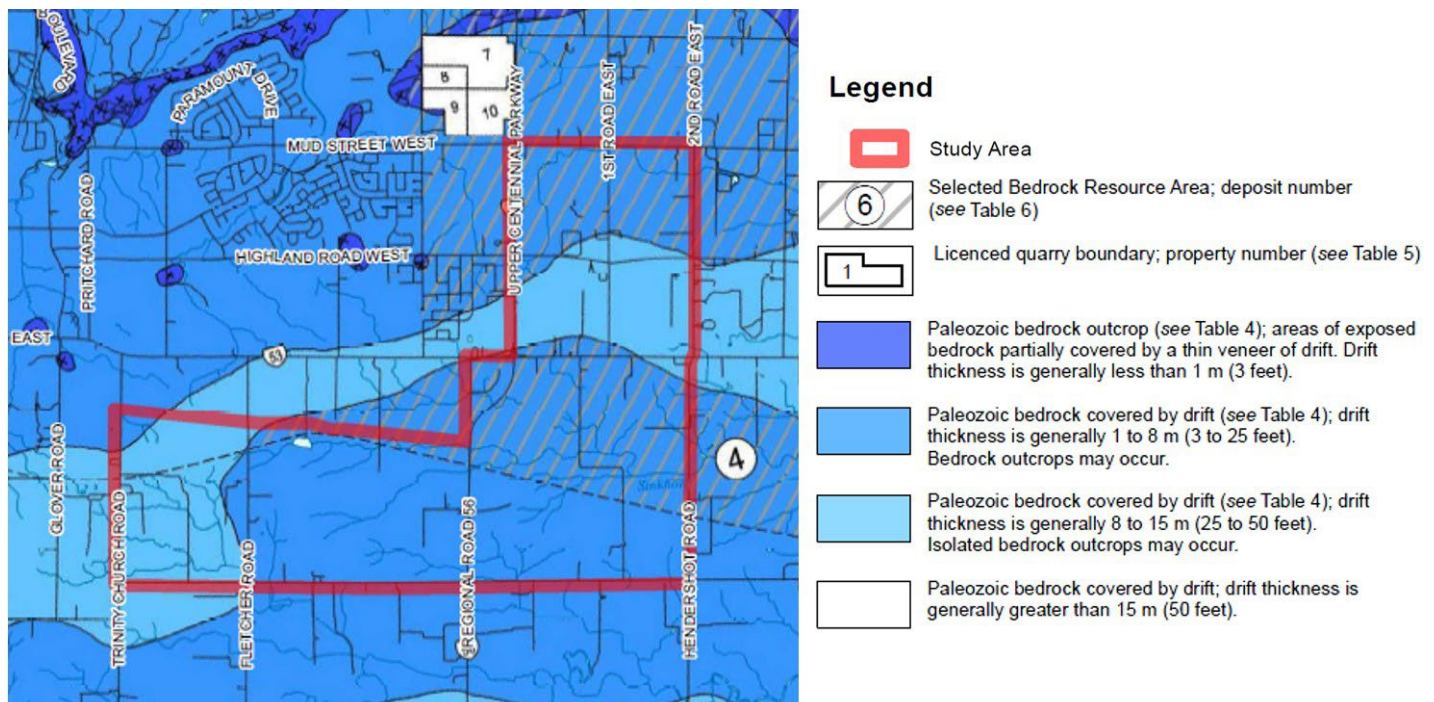 BOULEVARD
PARAMOUNT
DRIVE
7
8
9
10
MUD STREET WEST
UPPER CENTENNIAL PARKWAY
1ST ROAD EAST
2ND ROAD EAST
PRITCHARD ROAD
HIGHLAND ROAD WEST
EAST
53
GLOVER ROAD
TRINITY CHURCH ROAD
FLETCHER ROAD
REGIONAL ROAD 56
HENDERSHOT ROAD
4
Legend
Study Area
6
Selected Bedrock Resource Area; deposit number
(see Table 6)
1
Licenced quarry boundary; property number (see Table 5)
Paleozoic bedrock outcrop (see Table 4); areas of exposed
bedrock partially covered by a thin veneer of drift. Drift
thickness is generally less than 1 m (3 feet).
Paleozoic bedrock covered by drift (see Table 4); drift
thickness is generally 1 to 8 m (3 to 25 feet).
Bedrock outcrops may occur.
Paleozoic bedrock covered by drift (see Table 4); drift
thickness is generally 8 to 15 m (25 to 50 feet).
Isolated bedrock outcrops may occur.
Paleozoic bedrock covered by drift; drift thickness is
generally greater than 15 m (50 feet).